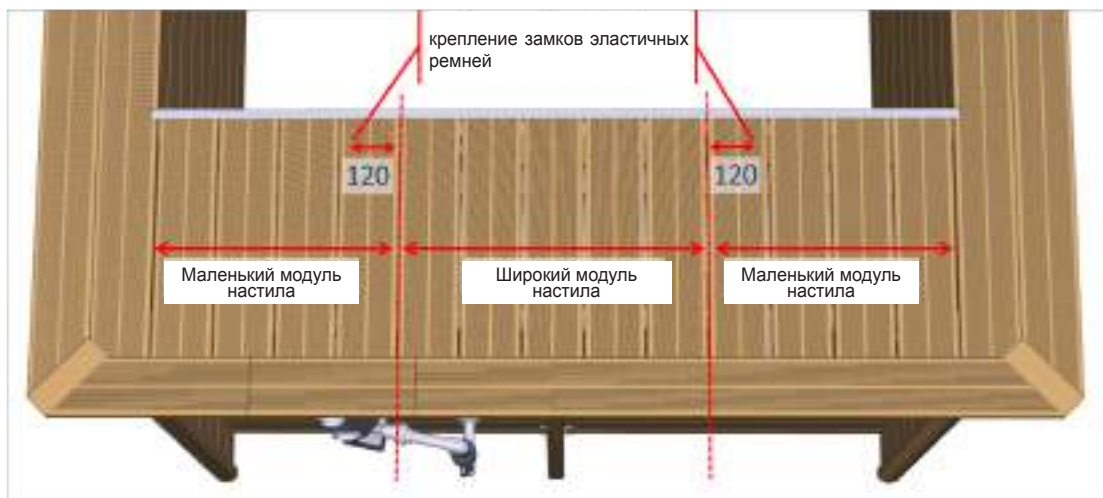 крепление замков эластичных
ремней
120
120
Маленький модуль
настила
Широкий модуль
настила
Маленький модуль
настила